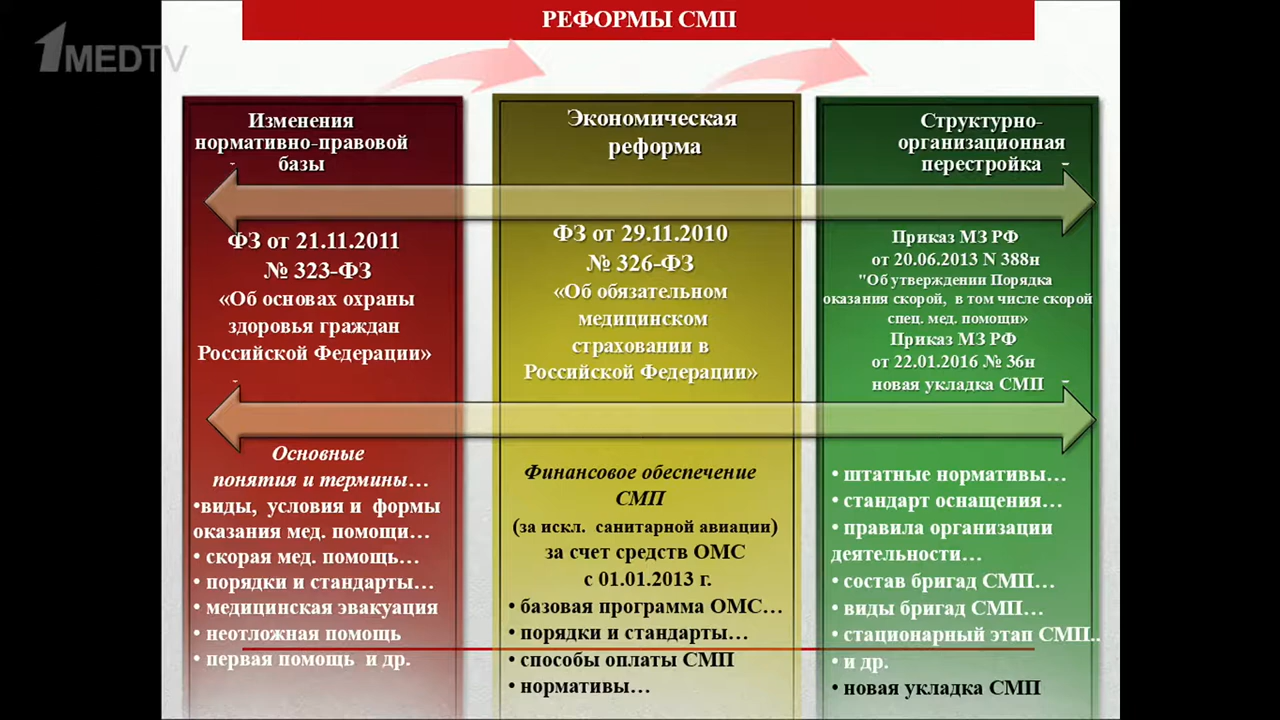 РЕФОРМЫ СМП
1MEDTV
Изменения
нормативно-правовой
базы
ФЗ от 21.11.2011
№ 323-ФЗ
«Об основах охраны
здоровья граждан
Российской Федерации»
Основные
понятия и термины…
•виды, условия и формы
оказания мед. помощи…
• скорая мед. помощь…
• порядки и стандарты…
• медицинская эвакуация
• неотложная помощь
• первая помощь и др.
Экономическая
реформа
ФЗ от 29.11.2010
№ 326-ФЗ
«Об обязательном
медицинском
страховании в
Российской Федерации»
Финансовое обеспечение
СМП
(за искл. санитарной авиации)
за счет средств ОМС
с 01.01.2013 г.
• базовая программа ОМС…
• порядки и стандарты…
• способы оплаты СМП
• нормативы…
Структурно-
организационная
перестройка
Приказ МЗ РФ
от 20.06.2013 N 388н
"Об утверждении Порядка
оказания скорой, в том числе скорой
спец. мед. помощи»
Приказ МЗ РФ
от 22.01.2016 № 36н
новая укладка СМП
• штатные нормативы…
• стандарт оснащения…
• правила организации
деятельности…
• состав бригад СМП…
• виды бригад СМП…
• стационарный этап СМП..
• и др.
• новая укладка СМП